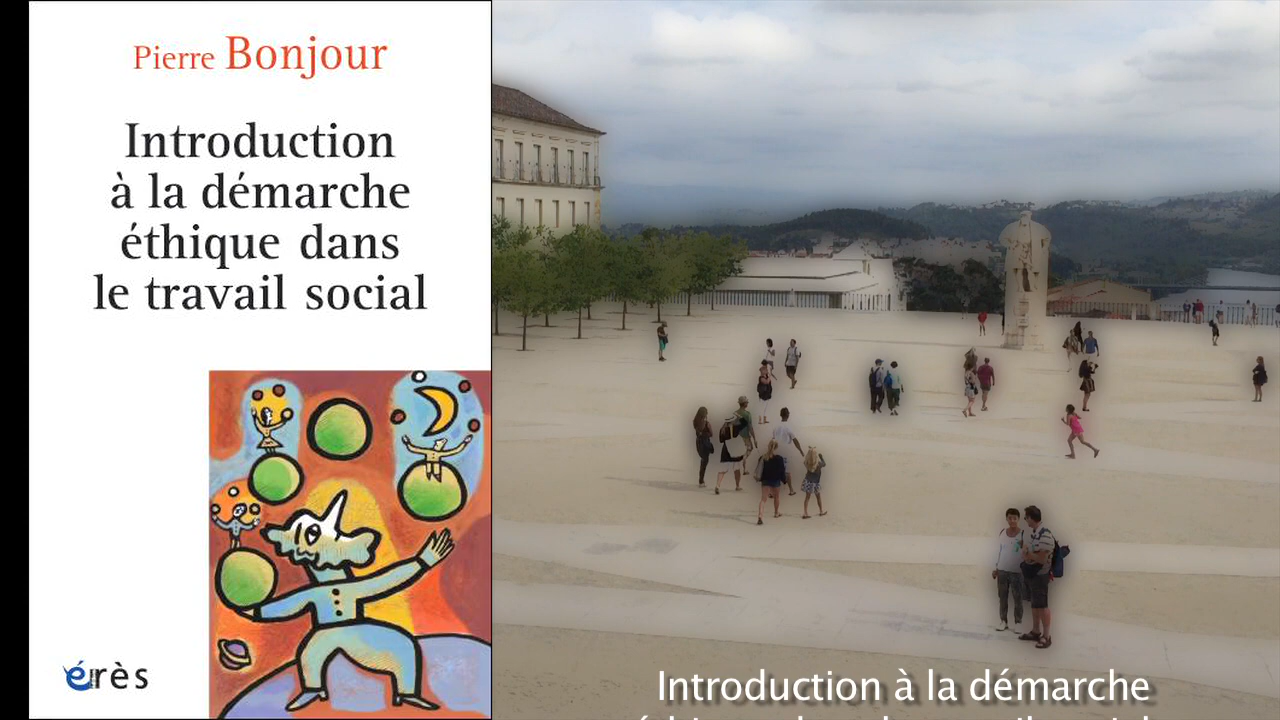 Pierre Bonjour
Introduction
à la démarche
éthique dans
le travail social
érès
Introduction à la démarche